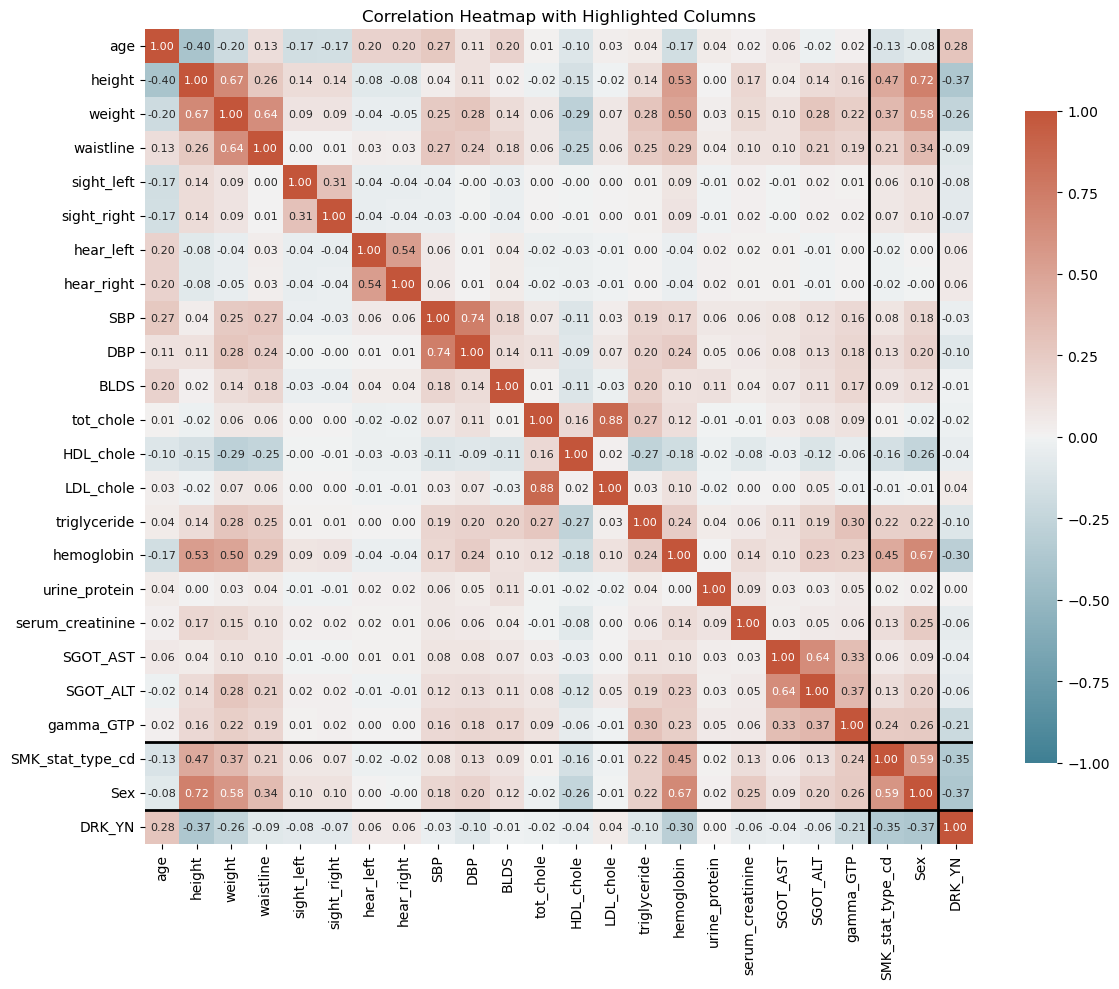 Correlation Heatmap with Highlighted Columns
age 1.00 -0.40 -0.20 0.13 -0.17 -0.17 0.20 0.20 0.27 0.11 0.20 0.01 -0.10 0.03 0.04 -0.17 0.04 0.02 0.06 -0.02 0.02 -0.13 -0.08 0.28
height -0.40 1.00 0.67 0.26 0.14 0.14 -0.08 -0.08 0.04 0.11 0.02 -0.02 -0.15 -0.02 0.14 0.53 0.00 0.17 0.04 0.14 0.16 0.47 0.72 -0.37
weight -0.20 0.67 1.00 0.64 0.09 0.09 -0.04 -0.05 0.25 0.28 0.14 0.06 -0.29 0.07 0.28 0.50 0.03 0.15 0.10 0.28 0.22 0.37 0.58 -0.26
waistline 0.13 0.26 0.64 1.00 0.00 0.01 0.03 0.03 0.27 0.24 0.18 0.06 -0.25 0.06 0.25 0.29 0.04 0.10 0.10 0.21 0.19 0.21 0.34 -0.09
sight_left -0.17 0.14 0.09 0.00 1.00 0.31 -0.04 -0.04 -0.04 -0.00 -0.03 0.00 -0.00 0.00 0.01 0.09 -0.01 0.02 -0.01 0.02 0.01 0.06 0.10 -0.08
sight_right -0.17 0.14 0.09 0.01 0.31 1.00 -0.04 -0.04 -0.03 -0.00 -0.04 0.00 -0.01 0.00 0.01 0.09 -0.01 0.02 -0.00 0.02 0.02 0.07 0.10 -0.07
hear_left 0.20 -0.08 -0.04 0.03 -0.04 -0.04 1.00 0.54 0.06 0.01 0.04 -0.02 -0.03 -0.01 0.00 -0.04 0.02 0.02 0.01 -0.01 0.00 -0.02 0.00 0.06
hear_right 0.20 -0.08 -0.05 0.03 -0.04 -0.04 0.54 1.00 0.06 0.01 0.04 -0.02 -0.03 -0.01 0.00 -0.04 0.02 0.01 0.01 -0.01 0.00 -0.02 -0.00 0.06
SBP 0.27 0.04 0.25 0.27 -0.04 -0.03 0.06 0.06 1.00 0.74 0.18 0.07 -0.11 0.03 0.19 0.17 0.06 0.06 0.08 0.12 0.16 0.08 0.18 -0.03
DBP 0.11 0.11 0.28 0.24 -0.00 -0.00 0.01 0.01 0.74 1.00 0.14 0.11 -0.09 0.07 0.20 0.24 0.05 0.06 0.08 0.13 0.18 0.13 0.20 -0.10
BLDS 0.20 0.02 0.14 0.18 -0.03 -0.04 0.04 0.04 0.18 0.14 1.00 0.01 -0.11 -0.03 0.20 0.10 0.11 0.04 0.07 0.11 0.17 0.09 0.12 -0.01
tot_chole 0.01 -0.02 0.06 0.06 0.00 0.00 -0.02 -0.02 0.07 0.11 0.01 1.00 0.16 0.88 0.27 0.12 -0.01 -0.01 0.03 0.08 0.09 0.01 -0.02 -0.02
HDL_chole -0.10 -0.15 -0.29 -0.25 -0.00 -0.01 -0.03 -0.03 -0.11 -0.09 -0.11 0.16 1.00 0.02 -0.27 -0.18 -0.02 -0.08 -0.03 -0.12 -0.06 -0.16 -0.26 -0.04
LDL_chole 0.03 -0.02 0.07 0.06 0.00 0.00 -0.01 -0.01 0.03 0.07 -0.03 0.88 0.02 1.00 0.03 0.10 -0.02 0.00 -0.00 0.05 -0.01 -0.01 -0.01 0.04
triglyceride 0.04 0.14 0.28 0.25 0.01 0.01 0.00 0.00 0.19 0.20 0.20 0.27 -0.27 0.03 1.00 0.24 0.04 0.06 0.11 0.19 0.30 0.22 0.22 -0.10
hemoglobin -0.17 0.53 0.50 0.29 0.09 0.09 -0.04 -0.04 0.17 0.24 0.10 0.12 -0.18 0.10 0.24 1.00 0.00 0.14 0.10 0.23 0.23 0.45 0.67 -0.30
urine_protein 0.04 0.00 0.03 0.04 -0.01 -0.01 0.02 0.02 0.06 0.05 0.11 -0.01 -0.02 -0.02 0.04 0.00 1.00 0.09 0.03 0.03 0.05 0.02 0.02 0.00
serum_creatinine 0.02 0.17 0.15 0.10 0.02 0.02 0.02 0.01 0.06 0.06 0.04 -0.01 -0.08 0.00 0.06 0.14 0.09 1.00 0.03 0.05 0.06 0.13 0.25 -0.06
SGOT_AST 0.06 0.04 0.10 0.10 -0.01 -0.00 0.01 0.01 0.08 0.08 0.07 0.03 -0.03 -0.00 0.11 0.10 0.03 0.03 1.00 0.64 0.33 0.06 0.09 -0.04
SGOT_ALT -0.02 0.14 0.28 0.21 0.02 0.02 -0.01 -0.01 0.12 0.13 0.11 0.08 -0.12 0.05 0.19 0.23 0.03 0.05 0.64 1.00 0.37 0.13 0.20 -0.06
gamma_GTP 0.02 0.16 0.22 0.19 0.01 0.02 0.00 0.00 0.16 0.18 0.17 0.09 -0.06 -0.01 0.30 0.23 0.05 0.06 0.33 0.37 1.00 0.24 0.26 -0.21
SMK_stat_type_cd -0.13 0.47 0.37 0.21 0.06 0.07 -0.02 -0.02 0.08 0.13 0.09 0.01 -0.16 -0.01 0.22 0.45 0.02 0.13 0.06 0.13 0.24 1.00 0.59 -0.35
Sex -0.08 0.72 0.58 0.34 0.10 0.10 0.00 -0.00 0.18 0.20 0.12 -0.02 -0.26 -0.01 0.22 0.67 0.02 0.25 0.09 0.20 0.26 0.59 1.00 -0.37
DRK_YN 0.28 -0.37 -0.26 -0.09 -0.08 -0.07 0.06 0.06 -0.03 -0.10 -0.01 -0.02 -0.04 0.04 -0.10 -0.30 0.00 -0.06 -0.04 -0.06 -0.21 -0.35 -0.37 1.00
age
height
weight
waistline
sight_left
sight_right
hear_left
hear_right
SBP
DBP
BLDS
tot_chole
HDL_chole
LDL_chole
triglyceride
hemoglobin
urine_protein
serum_creatinine
SGOT_AST
SGOT_ALT
gamma_GTP
SMK_stat_type_cd
Sex
DRK_YN
1.00
0.75
0.50
0.25
0.00
−0.25
−0.50
−0.75
−1.00